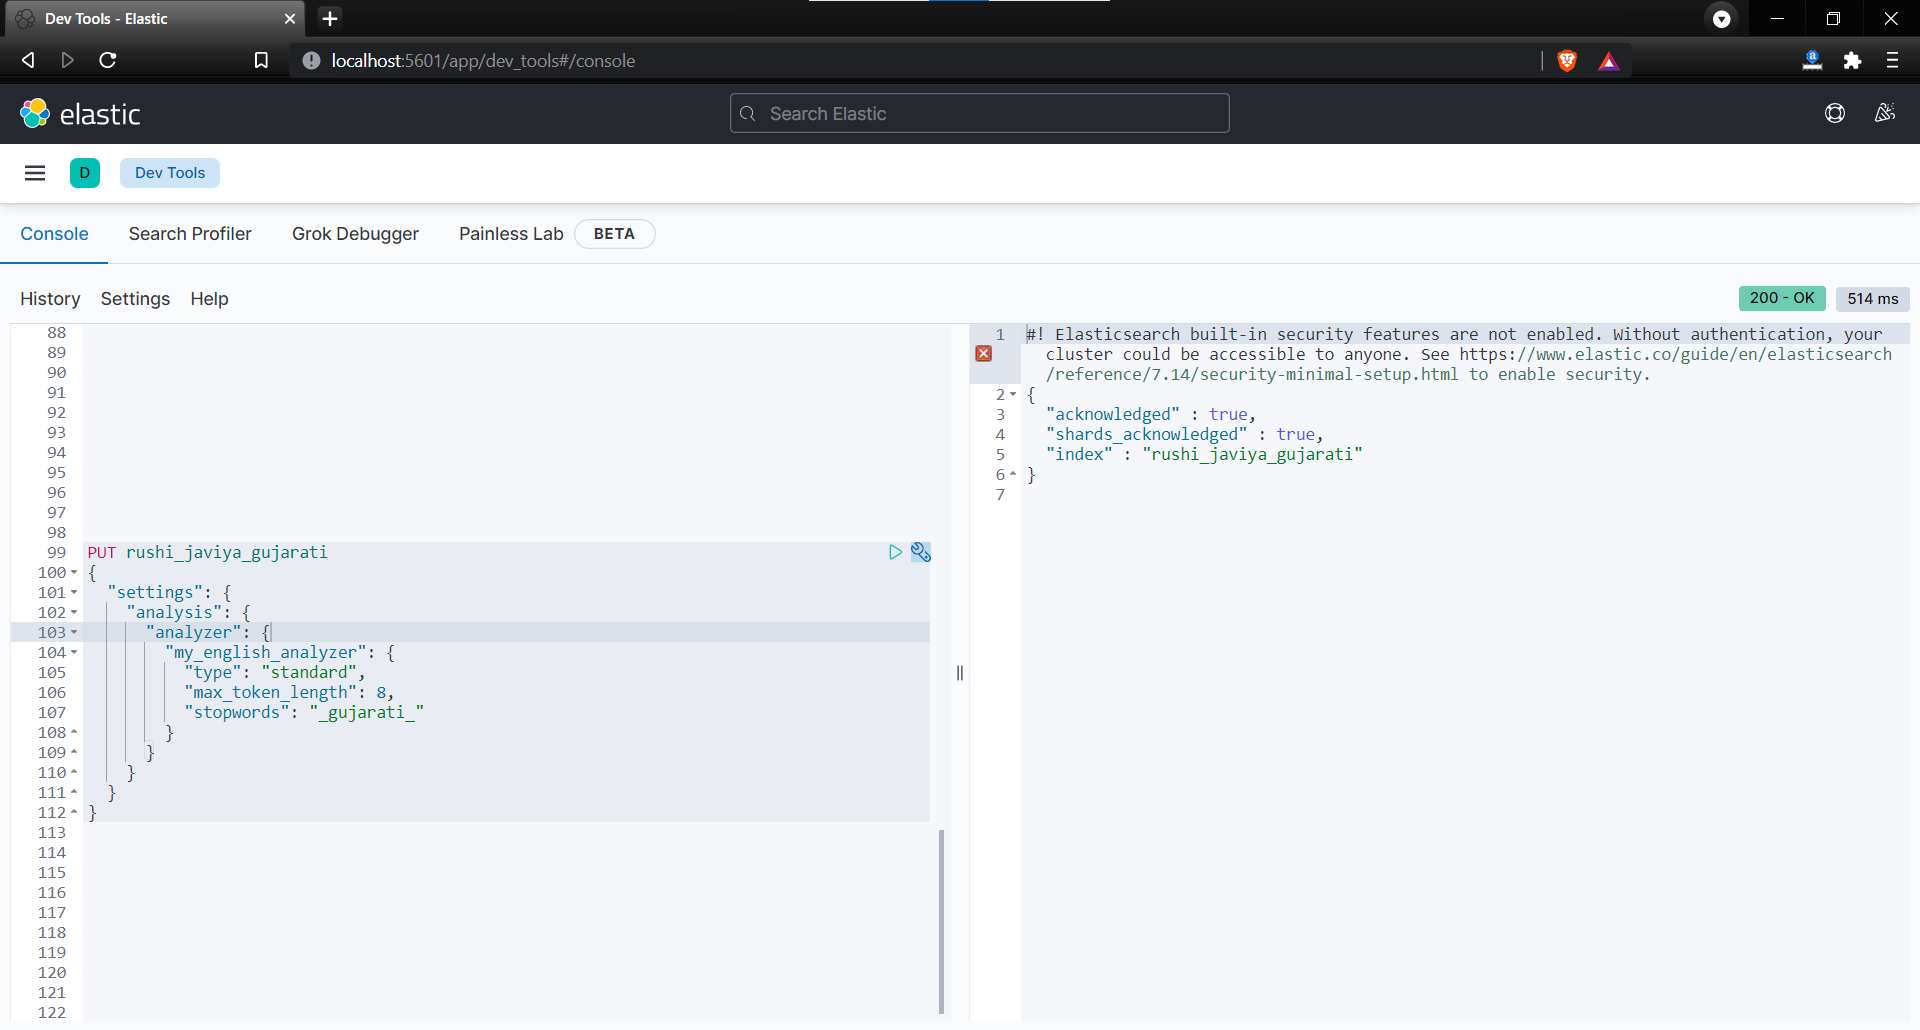 Dev Tools - Elastic
localhost:5601/app/dev_tools#/console
elastic
Search Elastic
D
Dev Tools
Console
Search Profiler
Grok Debugger
Painless Lab
BETA
History
Settings
Help
200 - OK
514 ms
88
89
90
91
92
93
94
95
96
97
98
99 PUT rushi_javiya_gujarati
100 {
101 "settings": {
102 "analysis": {
103 "analyzer": {
104 "my_english_analyzer": {
105 "type": "standard",
106 "max_token_length": 8,
107 "stopwords": "_gujarati_"
108 }
109 }
110 }
111 }
112 }
113
114
115
116
117
118
119
120
121
122
1 #! Elasticsearch built-in security features are not enabled. Without authentication, your
cluster could be accessible to anyone. See https://www.elastic.co/guide/en/elasticsearch
/reference/7.14/security-minimal-setup.html to enable security.
2 {
3 "acknowledged" : true,
4 "shards_acknowledged" : true,
5 "index" : "rushi_javiya_gujarati"
6 }
7